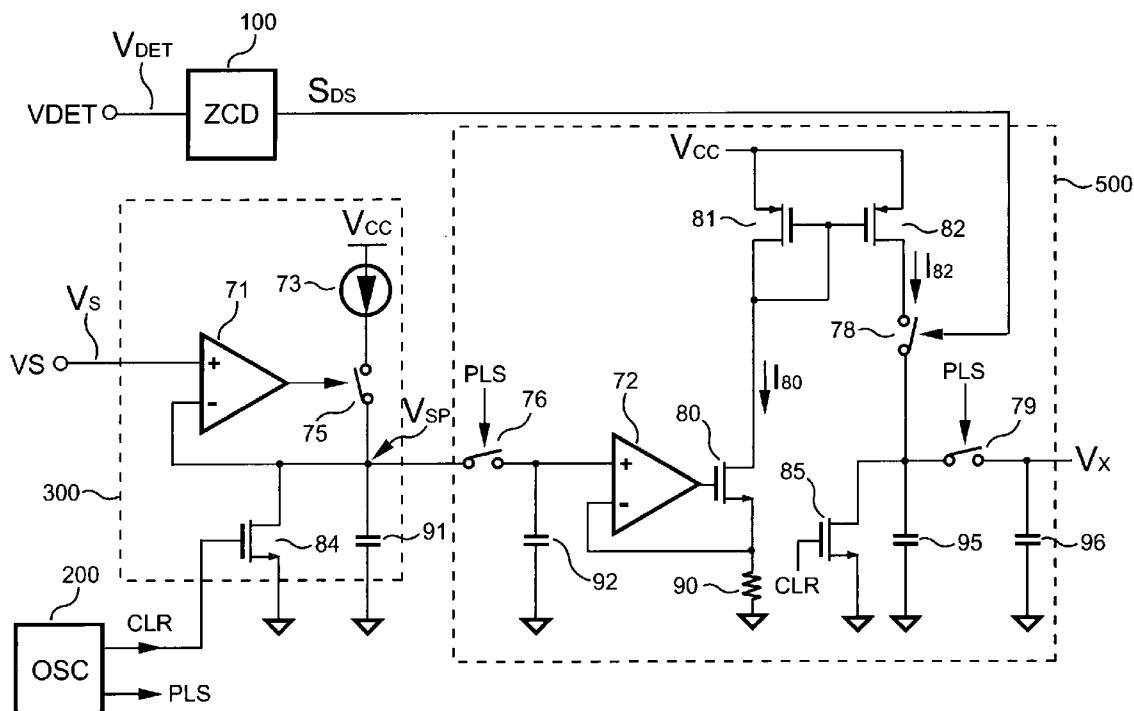 100
VDET
VDET
ZCD
SDS
VCC
500
81
82
I82
VCC
73
71
VS
VS
+
-
75
VSP
PLS
76
72
+
-
I80
80
78
PLS
79
VX
85
300
84
91
92
90
CLR
95
96
200
OSC
CLR
PLS